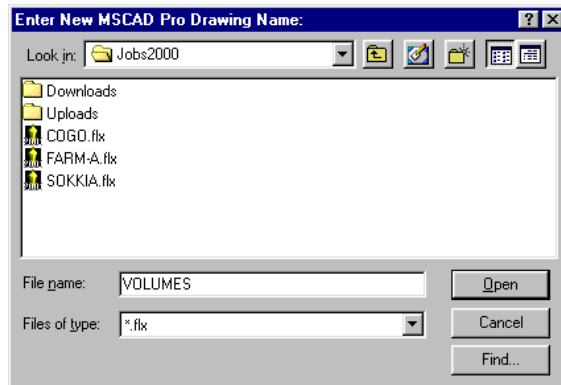 Enter New MSCAD Pro Drawing Name:
Look in: Jobs2000
Downloads
Uploads
COGO.flx
FARM-A.flx
SOKKIA.flx
File name: VOLUMES Open
Files of type: *.flx Cancel
Find...